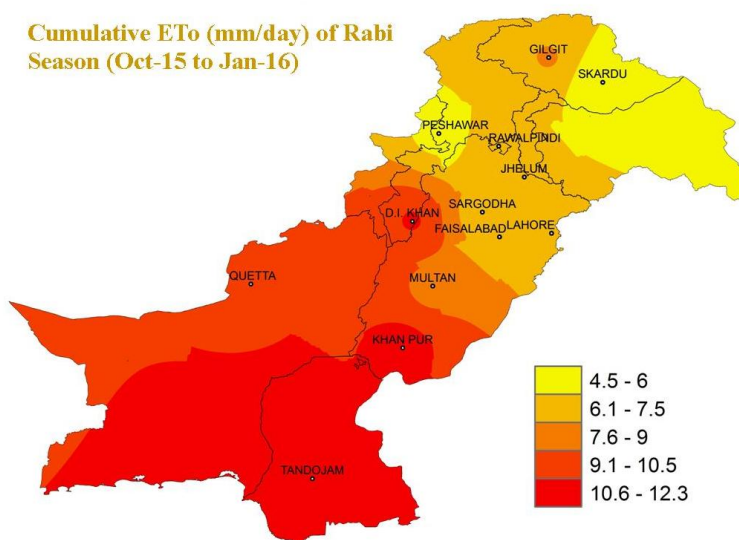 Cumulative ETo (mm/day) of Rabi
Season (Oct-15 to Jan-16)
GILGIT
SKARDU
PESHAWAR
RAWALPINDI
JHELUM
SARGODHA
D.I. KHAN
LAHORE
FAISALABAD
QUETTA
MULTAN
KHAN PUR
TANDOJAM
4.5 - 6
6.1 - 7.5
7.6 - 9
9.1 - 10.5
10.6 - 12.3